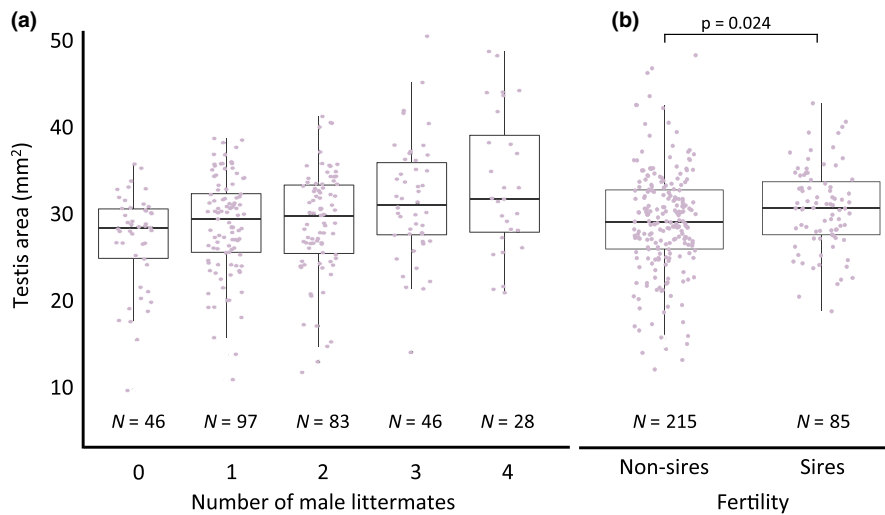 (a)
(b)
p = 0.024
50
40
30
20
10
Testis area (mm²)
N = 46
N = 97
N = 83
N = 46
N = 28
N = 215
N = 85
0
1
2
3
4
Non-sires
Sires
Number of male littermates
Fertility